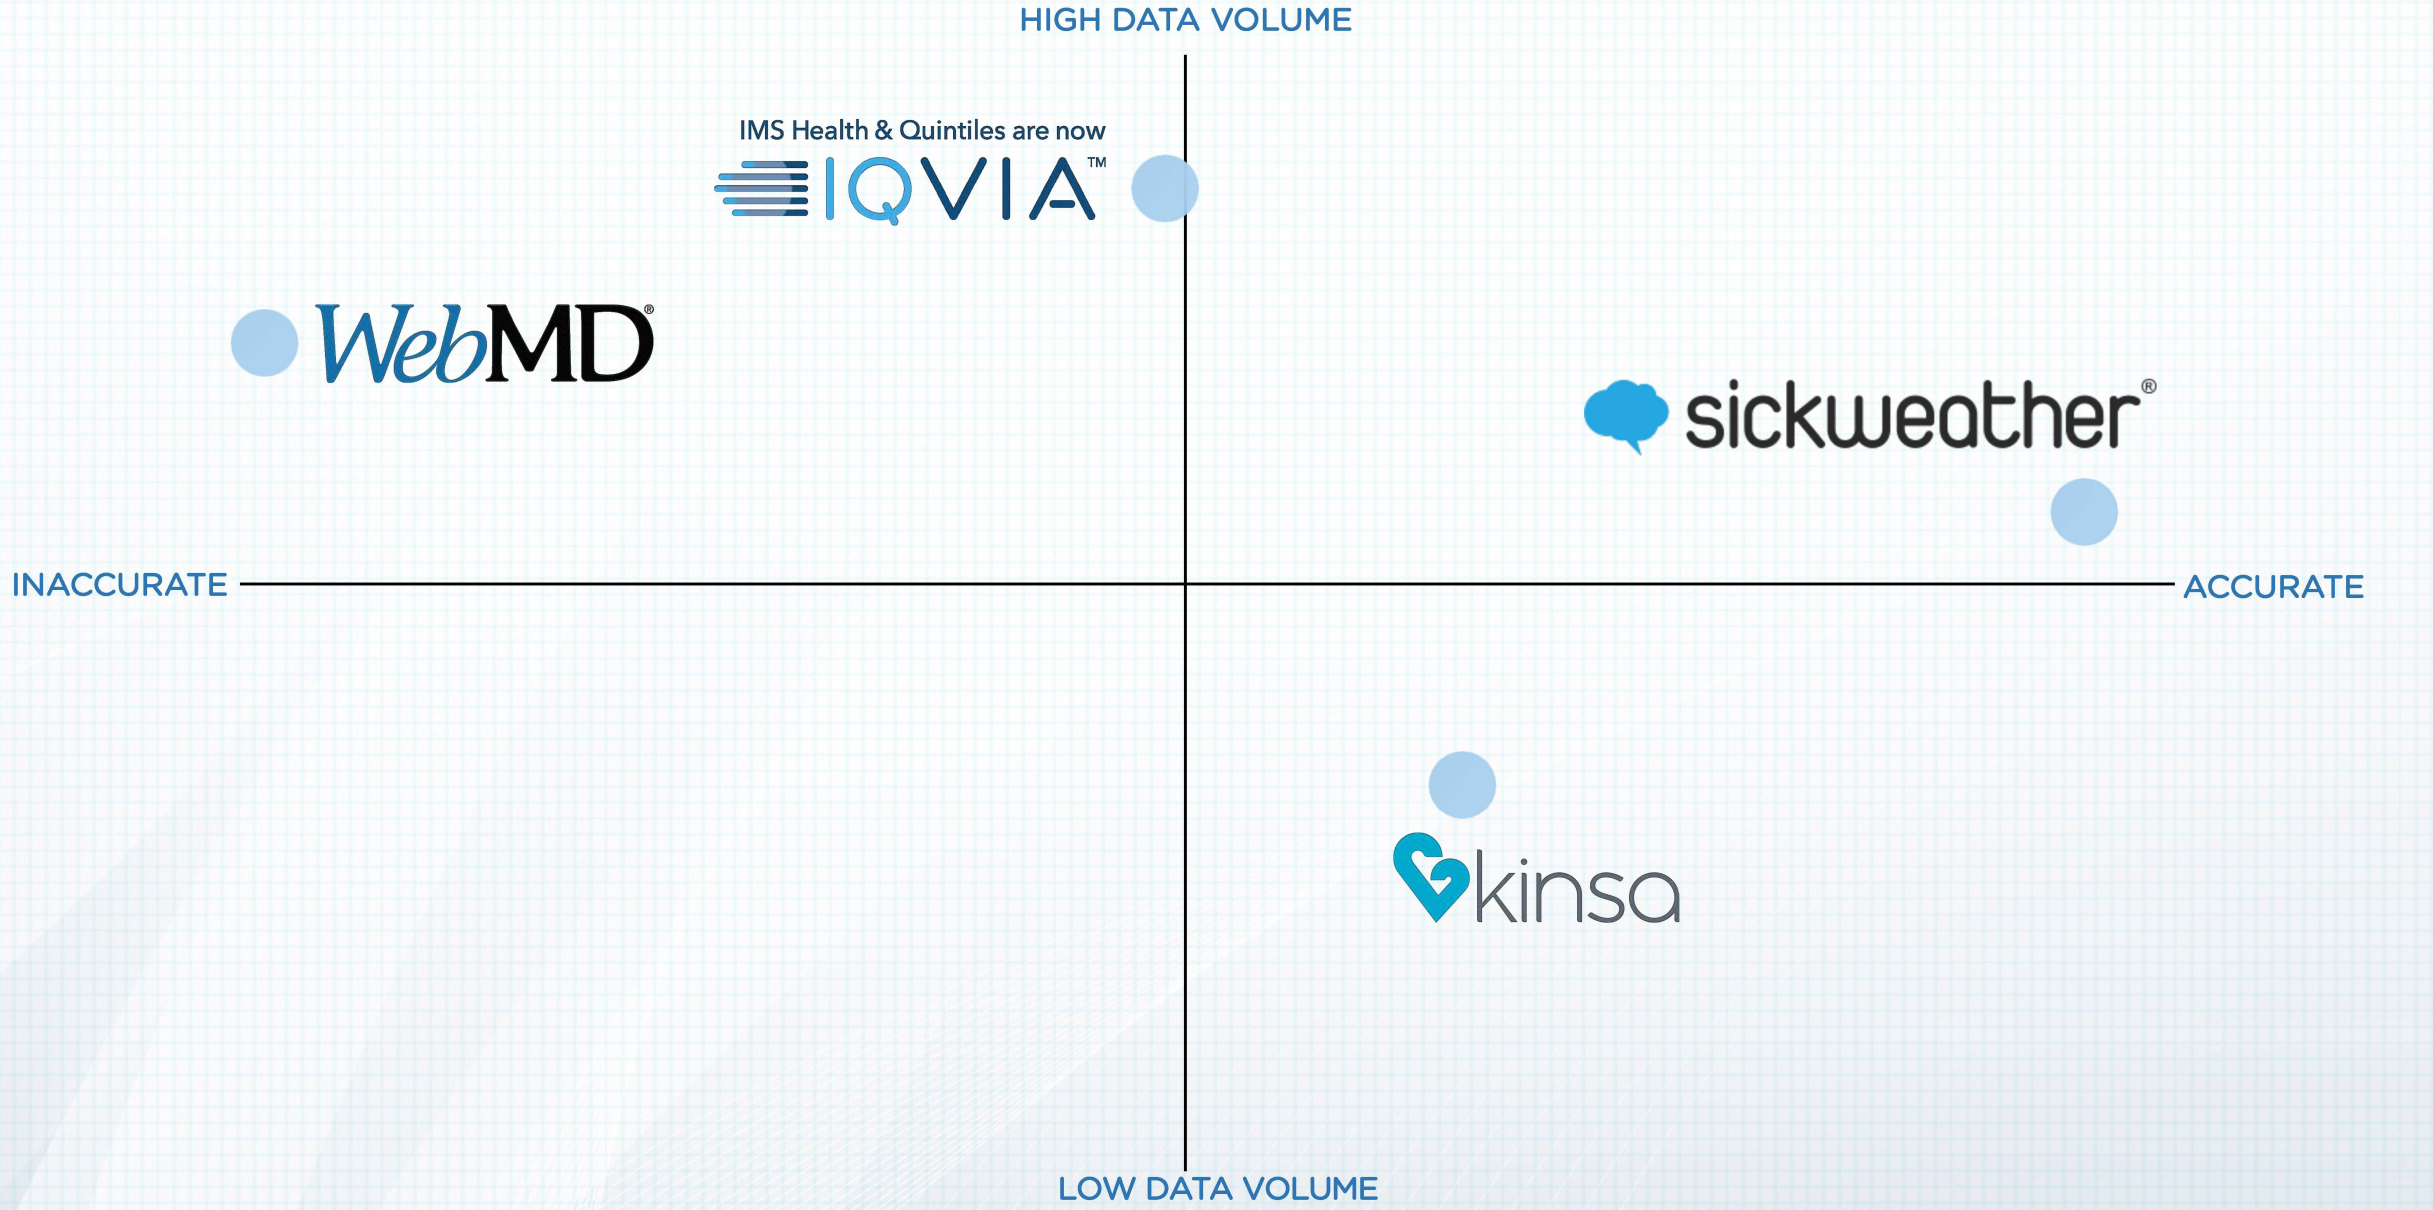 HIGH DATA VOLUME
IMS Health & Quintiles are now
IQVIA™
WebMD®
sickweather®
INACCURATE
ACCURATE
kinsa
LOW DATA VOLUME